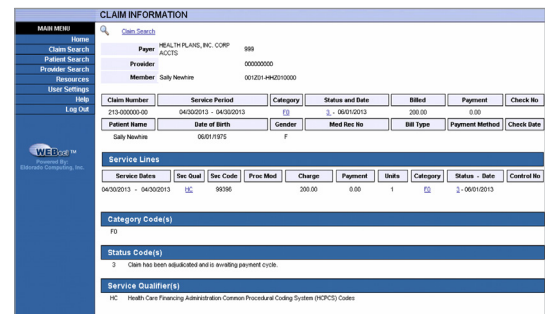 CLAIM INFORMATION
MAIN MENU
Home
Claim Search
Patient Search
Provider Search
Resources
User Settings
Help
Log Out
WEBeci TM
Powered By:
Eldorado Computing, Inc.
Claim Search
Payer HEALTH PLANS, INC. CORP ACCTS 999
Provider 000000000
Member Sally Newhire 001Z01-HHZ010000
Claim Number Service Period Category Status and Date Billed Payment Check No
213-000000-00 04/30/2013 - 04/30/2013 F0 3 - 06/01/2013 200.00 0.00
Patient Name Date of Birth Gender Med Rec No Bill Type Payment Method Check Date
Sally Newhire 06/01/1975 F
Service Lines
Service Dates Svc Qual Svc Code Proc Mod Charge Payment Units Category Status - Date Control No
04/30/2013 - 04/30/2013 HC 99396 200.00 0.00 1 F0 3 - 06/01/2013
Category Code(s)
F0
Status Code(s)
3 Claim has been adjudicated and is awaiting payment cycle.
Service Qualifier(s)
HC Health Care Financing Administration Common Procedural Coding System (HCPCS) Codes